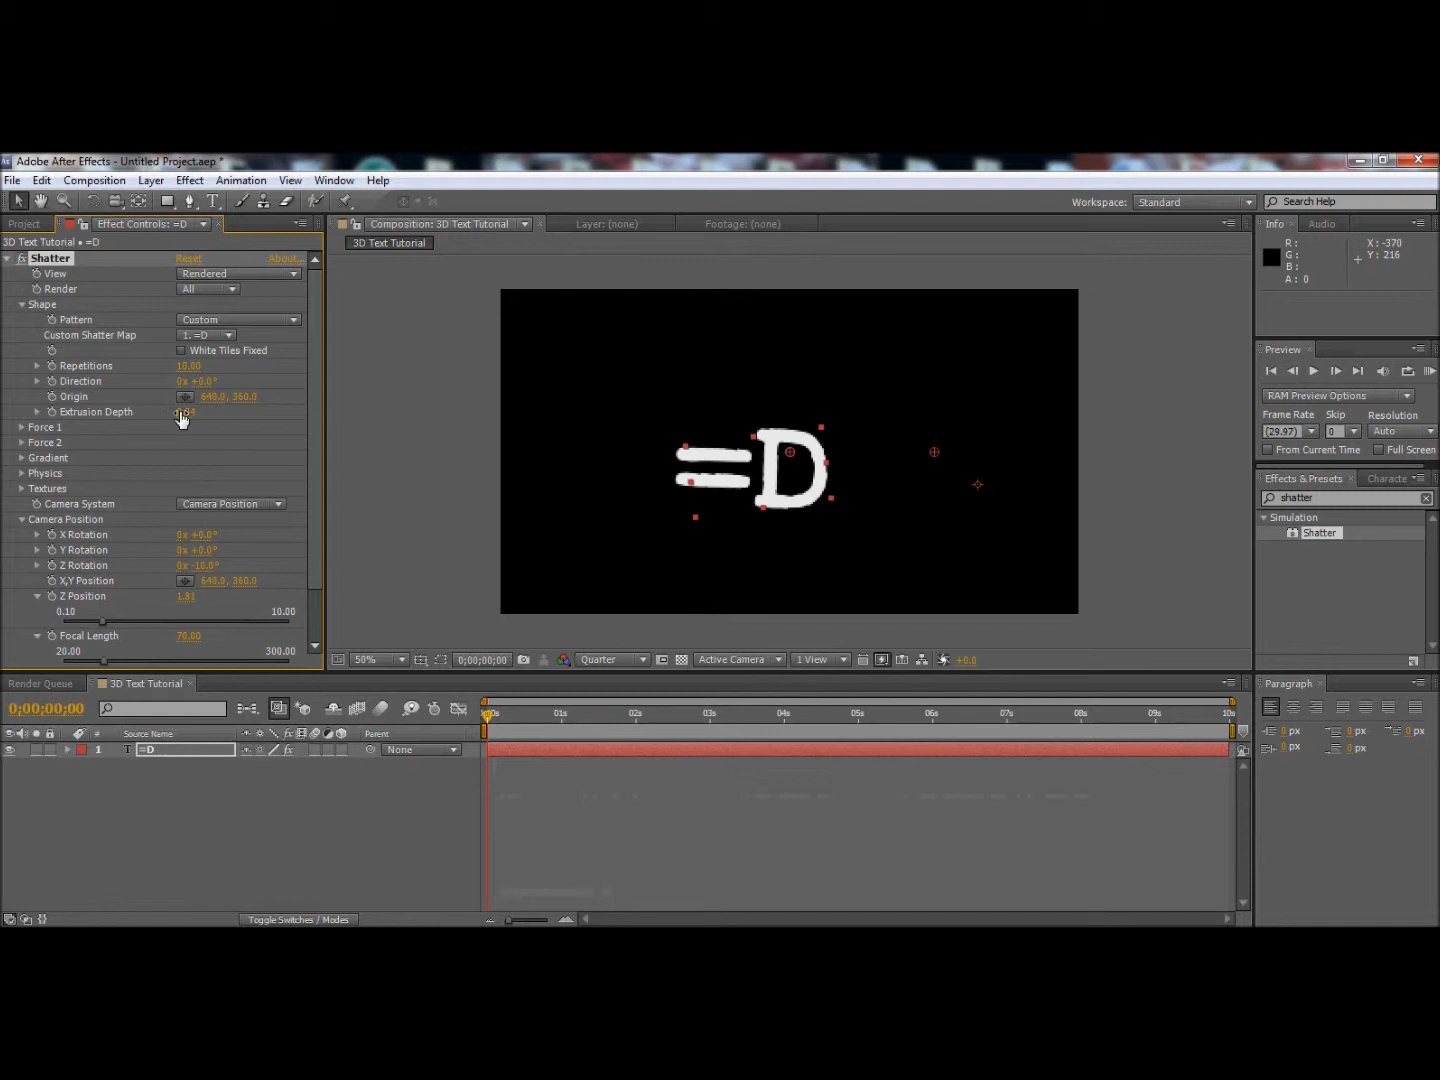 Adobe After Effects - Untitled Project.aep *
File Edit Composition Layer Effect Animation View Window Help
Workspace: Standard Search Help
Project Effect Controls: =D Composition: 3D Text Tutorial Layer: (none) Footage: (none) Info Audio
3D Text Tutorial • =D 3D Text Tutorial
R: G: B: A: 0 X: -370 Y: 216
fx Shatter Reset About...
View Rendered
Render All
Shape
Pattern Custom
Custom Shatter Map 1. =D
White Tiles Fixed
Repetitions 10.00
Direction 0x +0.0°
Origin 640.0, 360.0
Extrusion Depth
Force 1
Force 2
Gradient
Physics
Textures
Camera System Camera Position
Camera Position
X Rotation 0x +0.0°
Y Rotation 0x +0.0°
Z Rotation 0x -10.0°
X,Y Position 640.0, 360.0
Z Position 1.81
0.10 10.00
Focal Length 70.00
20.00 300.00
=D
50% 0;00;00;00 Quarter Active Camera 1 View +0.0
Preview
RAM Preview Options
Frame Rate Skip Resolution
(29.97) 0 Auto
From Current Time Full Screen
Effects & Presets Characte
shatter
Simulation
Shatter
Render Queue 3D Text Tutorial
0;00;00;00
01s 02s 03s 04s 05s 06s 07s 08s 09s 10s
# Source Name Parent
1 T =D fx None
Toggle Switches / Modes
Paragraph
0 px 0 px 0 px
0 px 0 px